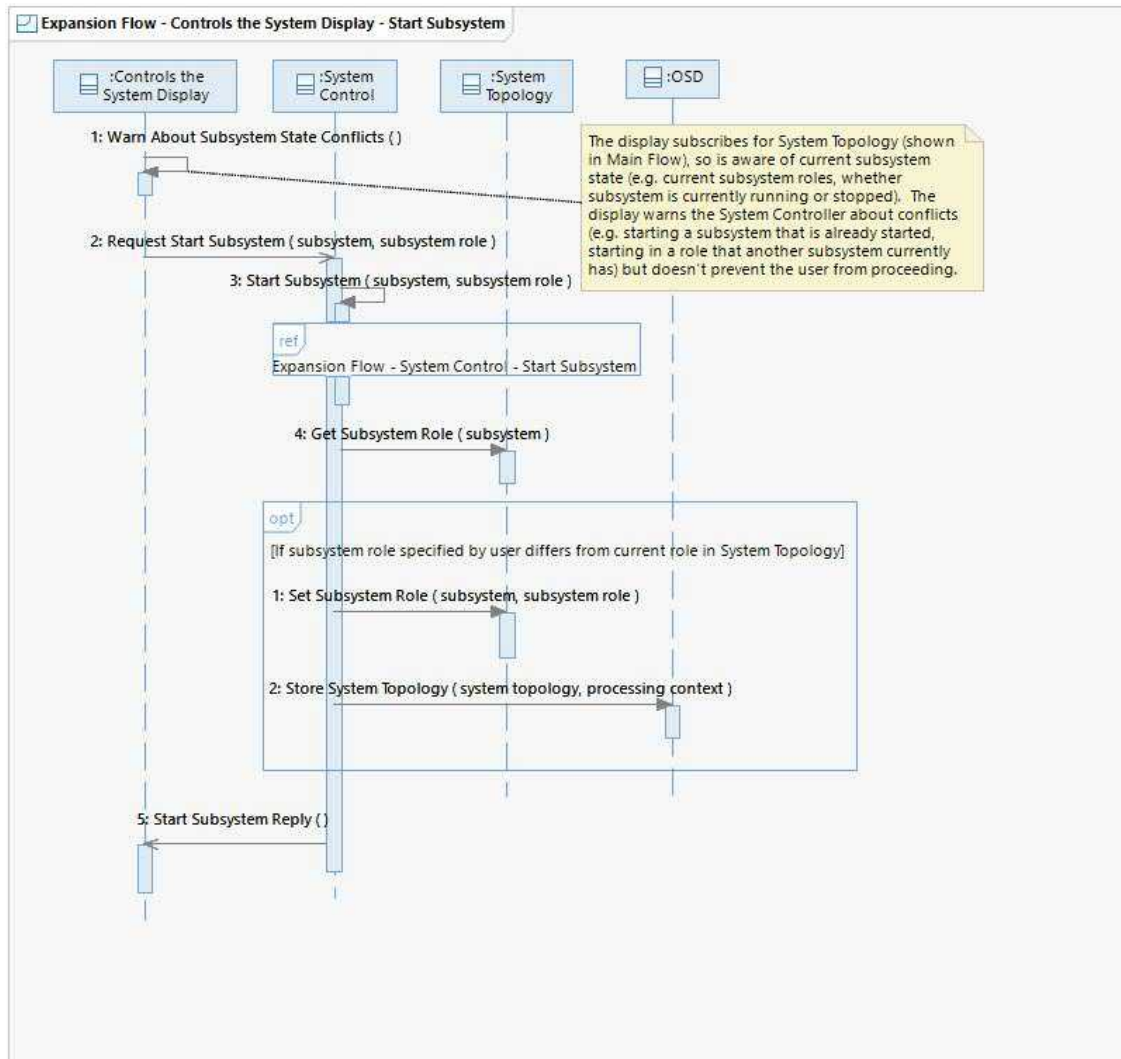 Expansion Flow - Controls the System Display - Start Subsystem
:Controls the
System Display
:System
Control
:System
Topology
:OSD
1: Warn About Subsystem State Conflicts ( )
The display subscribes for System Topology (shown
in Main Flow), so is aware of current subsystem
state (e.g. current subsystem roles, whether
subsystem is currently running or stopped).  The
display warns the System Controller about conflicts
(e.g. starting a subsystem that is already started,
starting in a role that another subsystem currently
has) but doesn't prevent the user from proceeding.
2: Request Start Subsystem ( subsystem, subsystem role )
3: Start Subsystem ( subsystem, subsystem role )
ref
Expansion Flow - System Control - Start Subsystem
4: Get Subsystem Role ( subsystem )
opt
[If subsystem role specified by user differs from current role in System Topology]
1: Set Subsystem Role ( subsystem, subsystem role )
2: Store System Topology ( system topology, processing context )
5: Start Subsystem Reply ( )